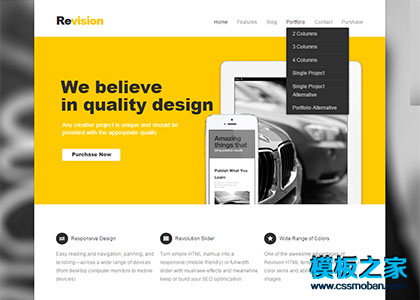 Revision
Home Features Blog Portfolio Contact Purchase
2 Columns
3 Columns
4 Columns
Single Project
Single Project
Alternative
Portfolio Alternative
We believe
in quality design
Any creative project is unique and should be
provided with the appropriate quality
Purchase Now
Amazing
things that
Publish What You
Learn
Responsive Design
Easy reading and navigation, panning, and
scrolling—across a wide range of devices
(from desktop computer monitors to mobile
devices)
Revolution Slider
Turn simple HTML markup into a
responsive (mobile friendly) or fullwidth
slider with must-see-effects and meanwhile
keep or build your SEO optimization
Wide Range of Colors
One of the awesome
Revision HTML
color skins and
images.
模板之家
www.cssmoban.com